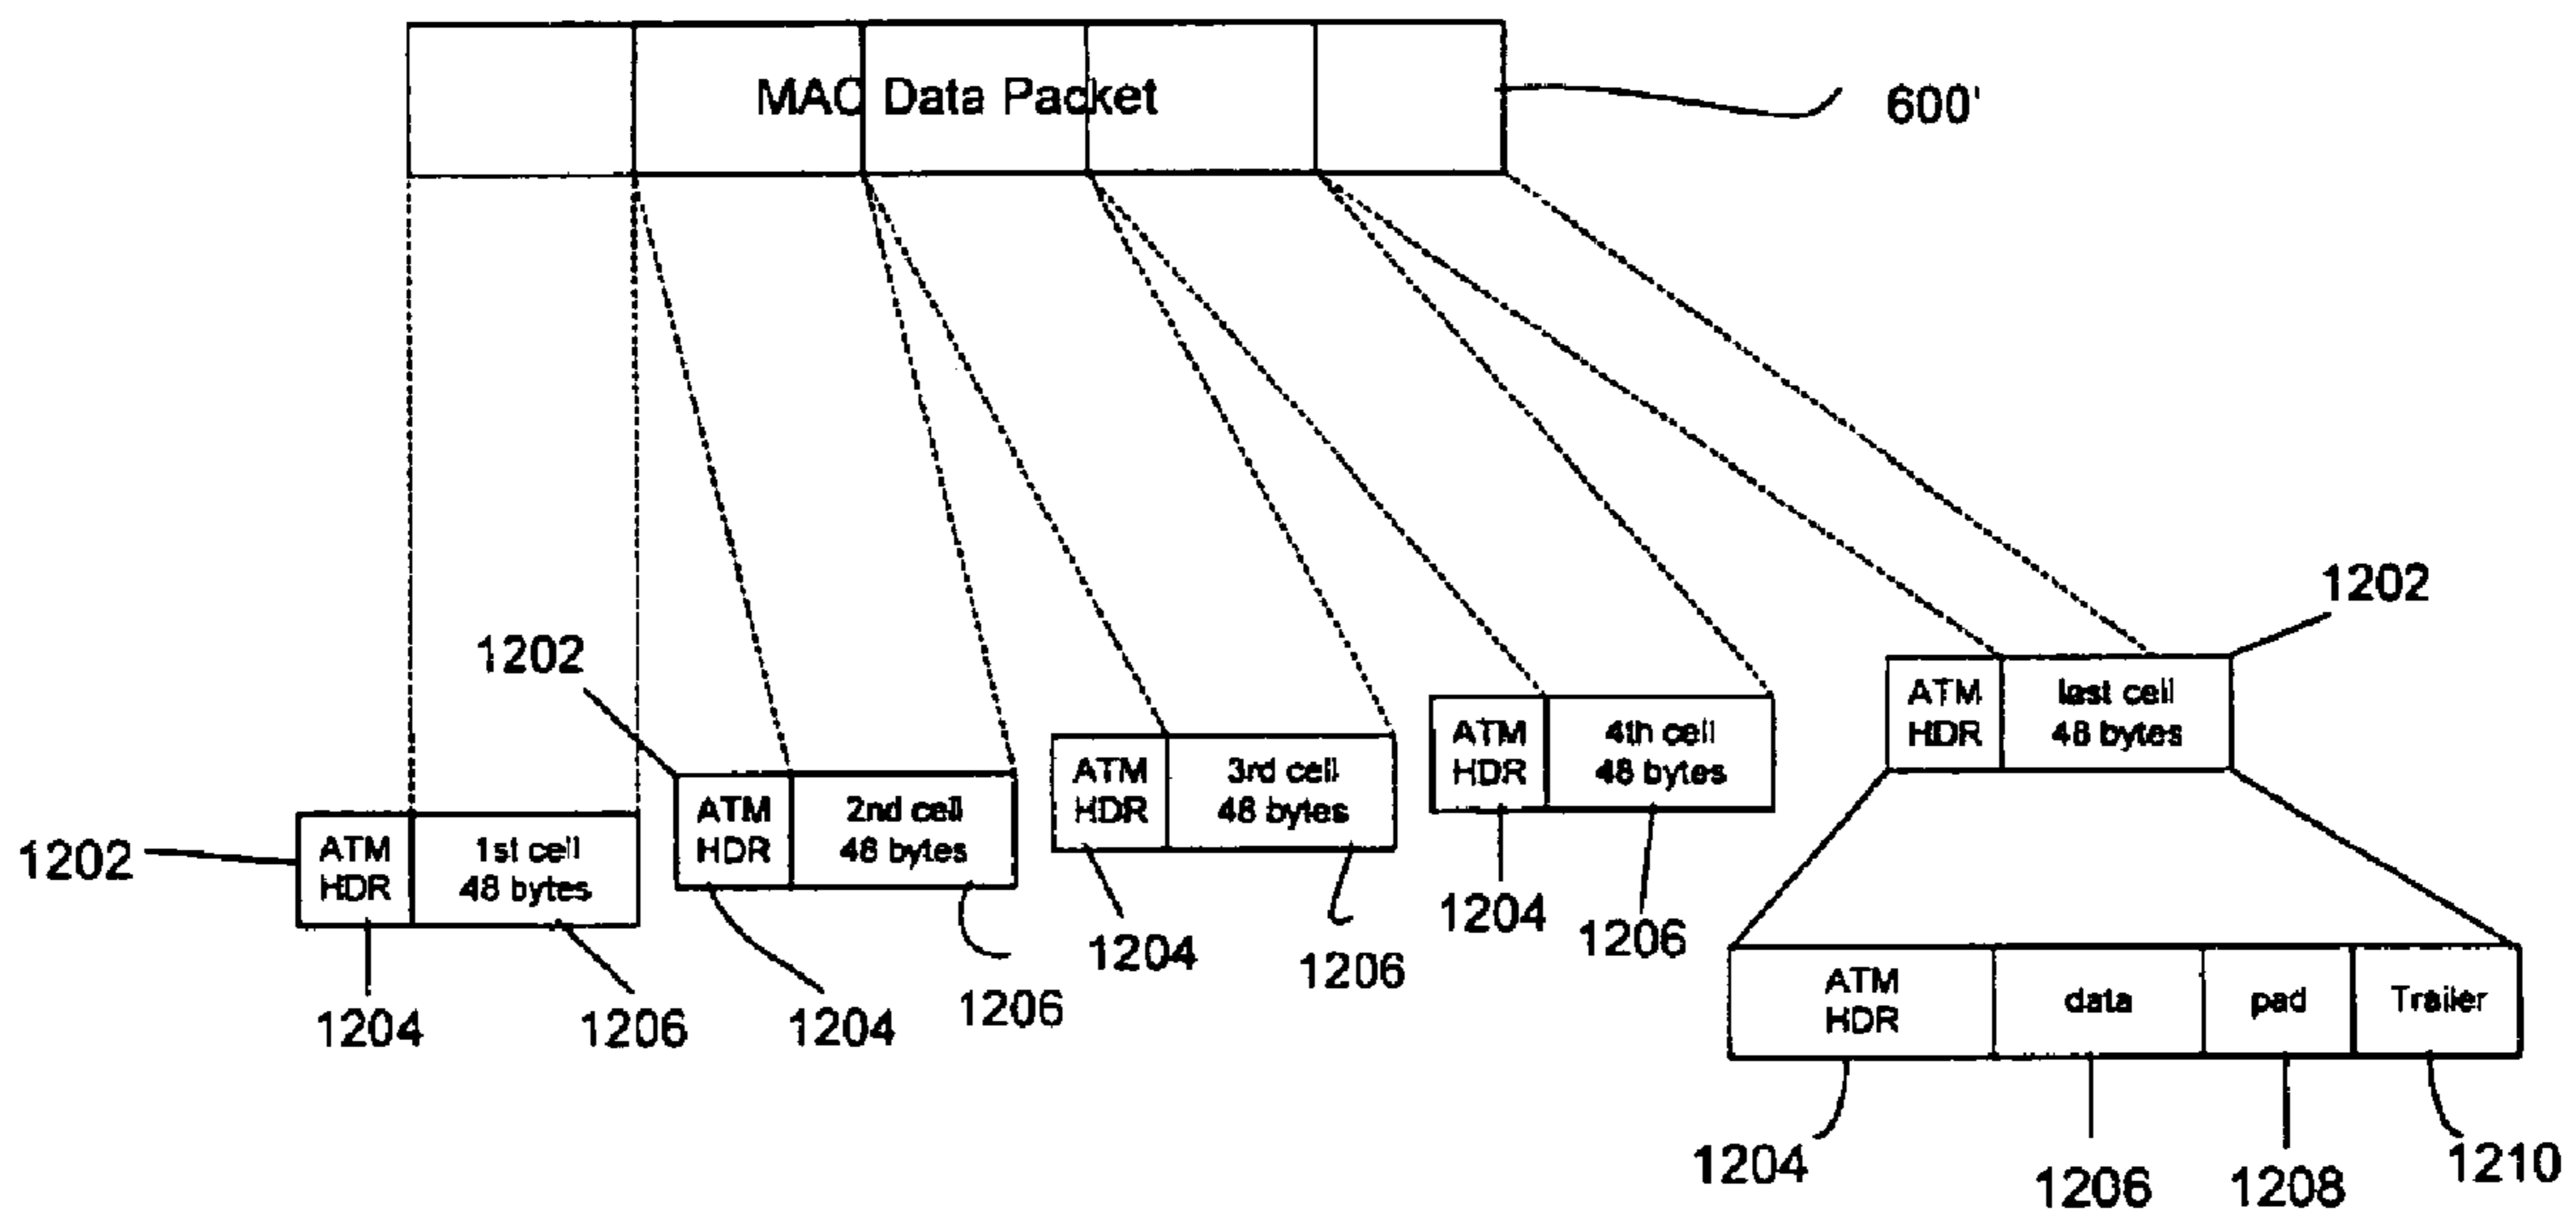 MAC Data Packet
600'
1202
1202
1202
ATM
HDR
last cell
48 bytes
ATM
HDR
4th cell
48 bytes
ATM
HDR
3rd cell
48 bytes
ATM
HDR
2nd cell
48 bytes
ATM
HDR
1st cell
48 bytes
1204
1206
1204
1206
1204
1206
1204
1206
ATM
HDR
data
pad
Trailer
1204
1206
1208
1210